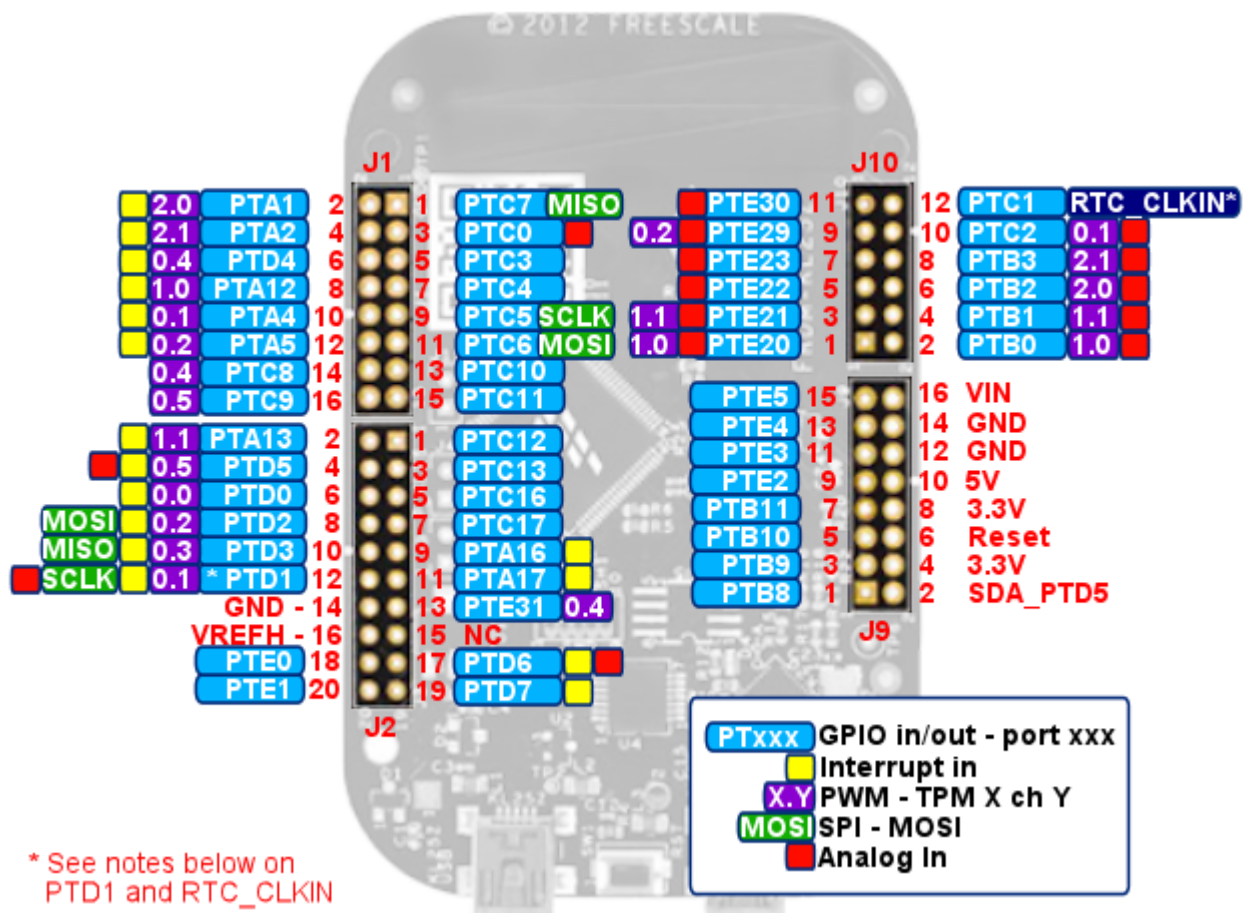 © 2012 FREESCALE
J1 J10
2.0 PTA1 2 1 PTC7 MISO PTE30 11 12 PTC1 RTC_CLKIN*
2.1 PTA2 4 3 PTC0 0.2 PTE29 9 10 PTC2 0.1
0.4 PTD4 6 5 PTC3 PTE23 7 8 PTB3 2.1
1.0 PTA12 8 7 PTC4 PTE22 5 6 PTB2 2.0
0.1 PTA4 10 9 PTC5 SCLK 1.1 PTE21 3 4 PTB1 1.1
0.2 PTA5 12 11 PTC6 MOSI 1.0 PTE20 1 2 PTB0 1.0
0.4 PTC8 14 13 PTC10
0.5 PTC9 16 15 PTC11 PTE5 15 16 VIN
1.1 PTA13 2 1 PTC12 PTE4 13 14 GND
0.5 PTD5 4 3 PTC13 PTE3 11 12 GND
0.0 PTD0 6 5 PTC16 PTE2 9 10 5V
MOSI 0.2 PTD2 8 7 PTC17 PTB11 7 8 3.3V
MISO 0.3 PTD3 10 9 PTA16 PTB10 5 6 Reset
SCLK 0.1 *PTD1 12 11 PTA17 PTB9 3 4 3.3V
GND - 14 13 PTE31 0.4 PTB8 1 2 SDA_PTD5
VREFH - 16 15 NC J9
PTE0 18 17 PTD6
PTE1 20 19 PTD7
J2
PTxxx GPIO in/out - port xxx
Interrupt in
X.Y PWM - TPM X ch Y
MOSI SPI - MOSI
Analog In
* See notes below on
PTD1 and RTC_CLKIN